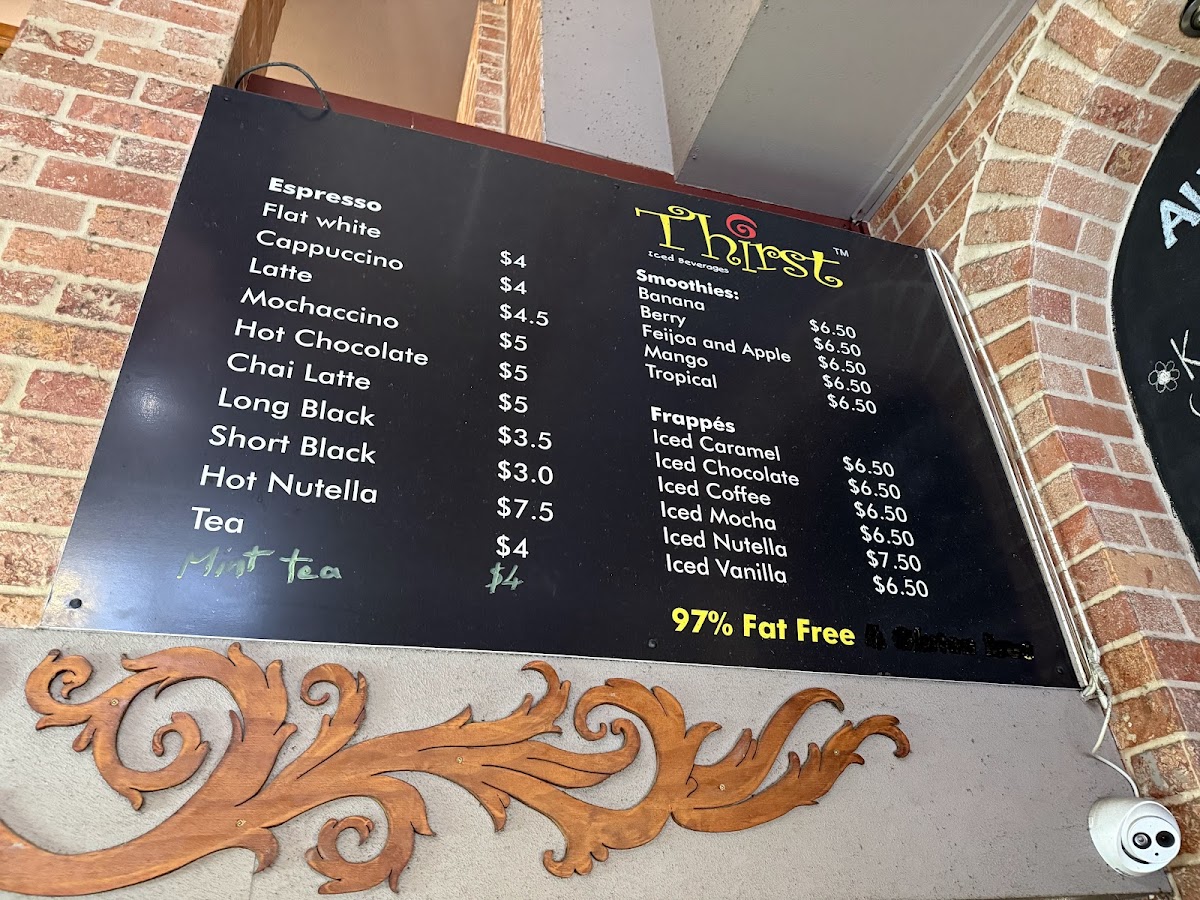 Espresso
Flat white $4
Cappuccino $4
Latte $4.5
Mochaccino $5
Hot Chocolate $5
Chai Latte $5
Long Black $3.5
Short Black $3.0
Hot Nutella $7.5
Tea $4
Mint tea $4
Thirst TM
Iced Beverages
Smoothies:
Banana $6.50
Berry $6.50
Feijoa and Apple $6.50
Mango $6.50
Tropical $6.50
Frappés
Iced Caramel $6.50
Iced Chocolate $6.50
Iced Coffee $6.50
Iced Mocha $6.50
Iced Nutella $7.50
Iced Vanilla $6.50
97% Fat Free